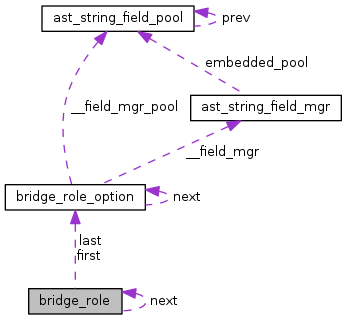 ast_string_field_pool
prev
embedded_pool
__field_mgr_pool
ast_string_field_mgr
__field_mgr
bridge_role_option
next
last
first
bridge_role
next